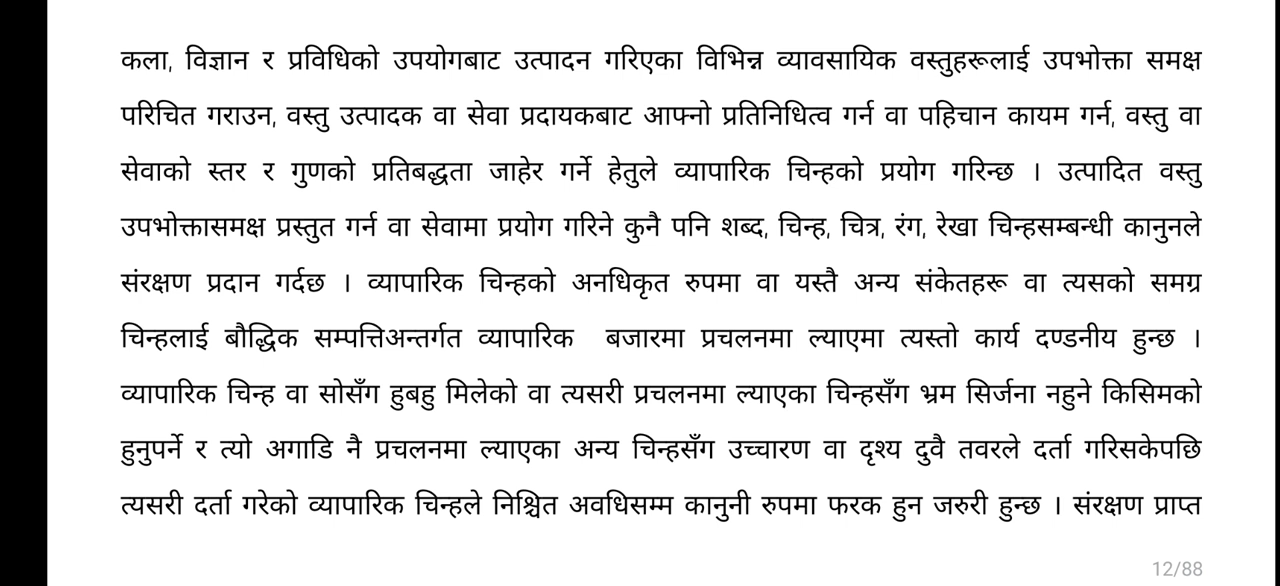 कला, विज्ञान र प्रविधिको उपयोगबाट उत्पादन गरिएका विभिन्न व्यावसायिक वस्तुहरूलाई उपभोक्ता समक्ष
परिचित गराउन, वस्तु उत्पादक वा सेवा प्रदायकबाट आफ्नो प्रतिनिधित्व गर्न वा पहिचान कायम गर्न, वस्तु वा
सेवाको स्तर र गुणको प्रतिबद्धता जाहेर गर्ने हेतुले व्यापारिक चिन्हको प्रयोग गरिन्छ । उत्पादित वस्तु
उपभोक्तासमक्ष प्रस्तुत गर्न वा सेवामा प्रयोग गरिने कुनै पनि शब्द, चिन्ह, चित्र, रंग, रेखा चिन्हसम्बन्धी कानुनले
संरक्षण प्रदान गर्दछ । व्यापारिक चिन्हको अनधिकृत रुपमा वा यस्तै अन्य संकेतहरू वा त्यसको समग्र
चिन्हलाई बौद्धिक सम्पत्तिअन्तर्गत व्यापारिक बजारमा प्रचलनमा ल्याएमा त्यस्तो कार्य दण्डनीय हुन्छ ।
व्यापारिक चिन्ह वा सोसँग हुबहु मिलेको वा त्यसरी प्रचलनमा ल्याएका चिन्हसँग भ्रम सिर्जना नहुने किसिमको
हुनुपर्ने र त्यो अगाडि नै प्रचलनमा ल्याएका अन्य चिन्हसँग उच्चारण वा दृश्य दुवै तवरले दर्ता गरिसकेपछि
त्यसरी दर्ता गरेको व्यापारिक चिन्हले निश्चित अवधिसम्म कानुनी रुपमा फरक हुन जरुरी हुन्छ । संरक्षण प्राप्त
12/88